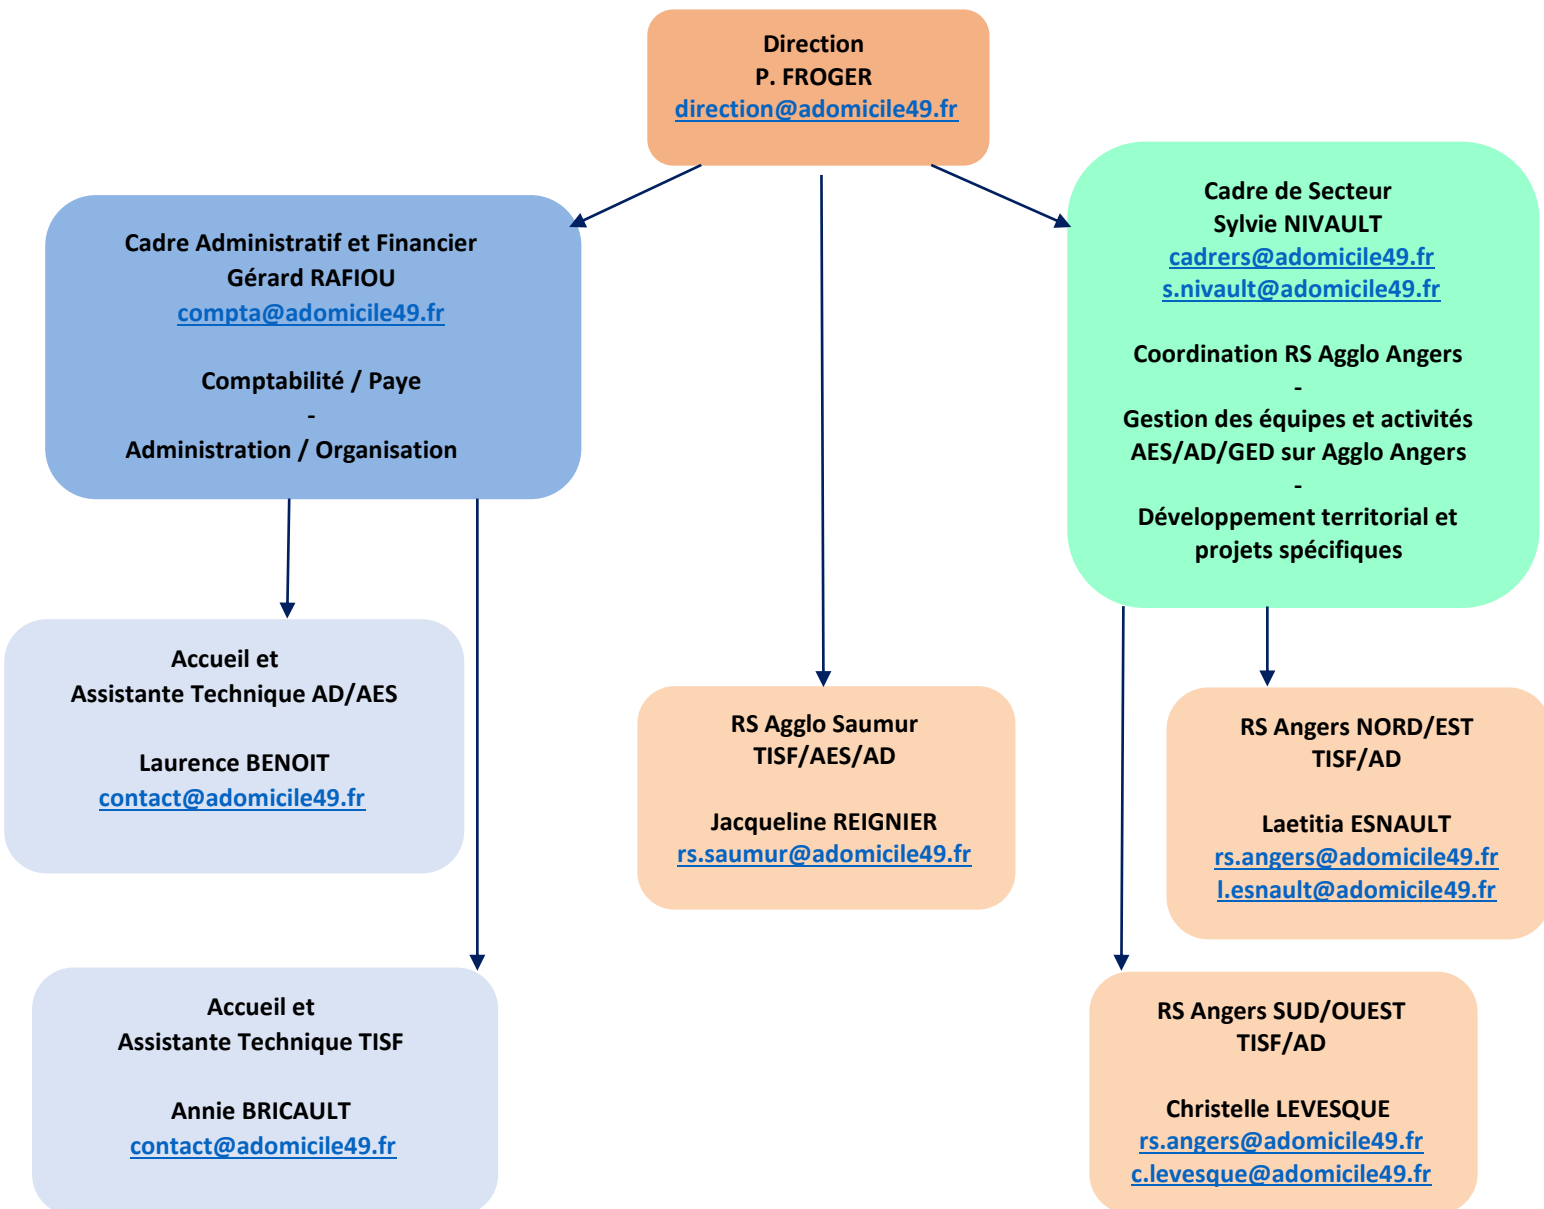 Direction
P. FROGER
direction@adomicile49.fr
Cadre Administratif et Financier
Gérard RAFIOU
compta@adomicile49.fr
Comptabilité / Paye
-
Administration / Organisation
Cadre de Secteur
Sylvie NIVAULT
cadrers@adomicile49.fr
s.nivault@adomicile49.fr
Coordination RS Agglo Angers
-
Gestion des équipes et activités
AES/AD/GED sur Agglo Angers
-
Développement territorial et
projets spécifiques
Accueil et
Assistante Technique AD/AES
Laurence BENOIT
contact@adomicile49.fr
RS Agglo Saumur
TISF/AES/AD
Jacqueline REIGNIER
rs.saumur@adomicile49.fr
RS Angers NORD/EST
TISF/AD
Laetitia ESNAULT
rs.angers@adomicile49.fr
l.esnault@adomicile49.fr
Accueil et
Assistante Technique TISF
Annie BRICAULT
contact@adomicile49.fr
RS Angers SUD/OUEST
TISF/AD
Christelle LEVESQUE
rs.angers@adomicile49.fr
c.levesque@adomicile49.fr